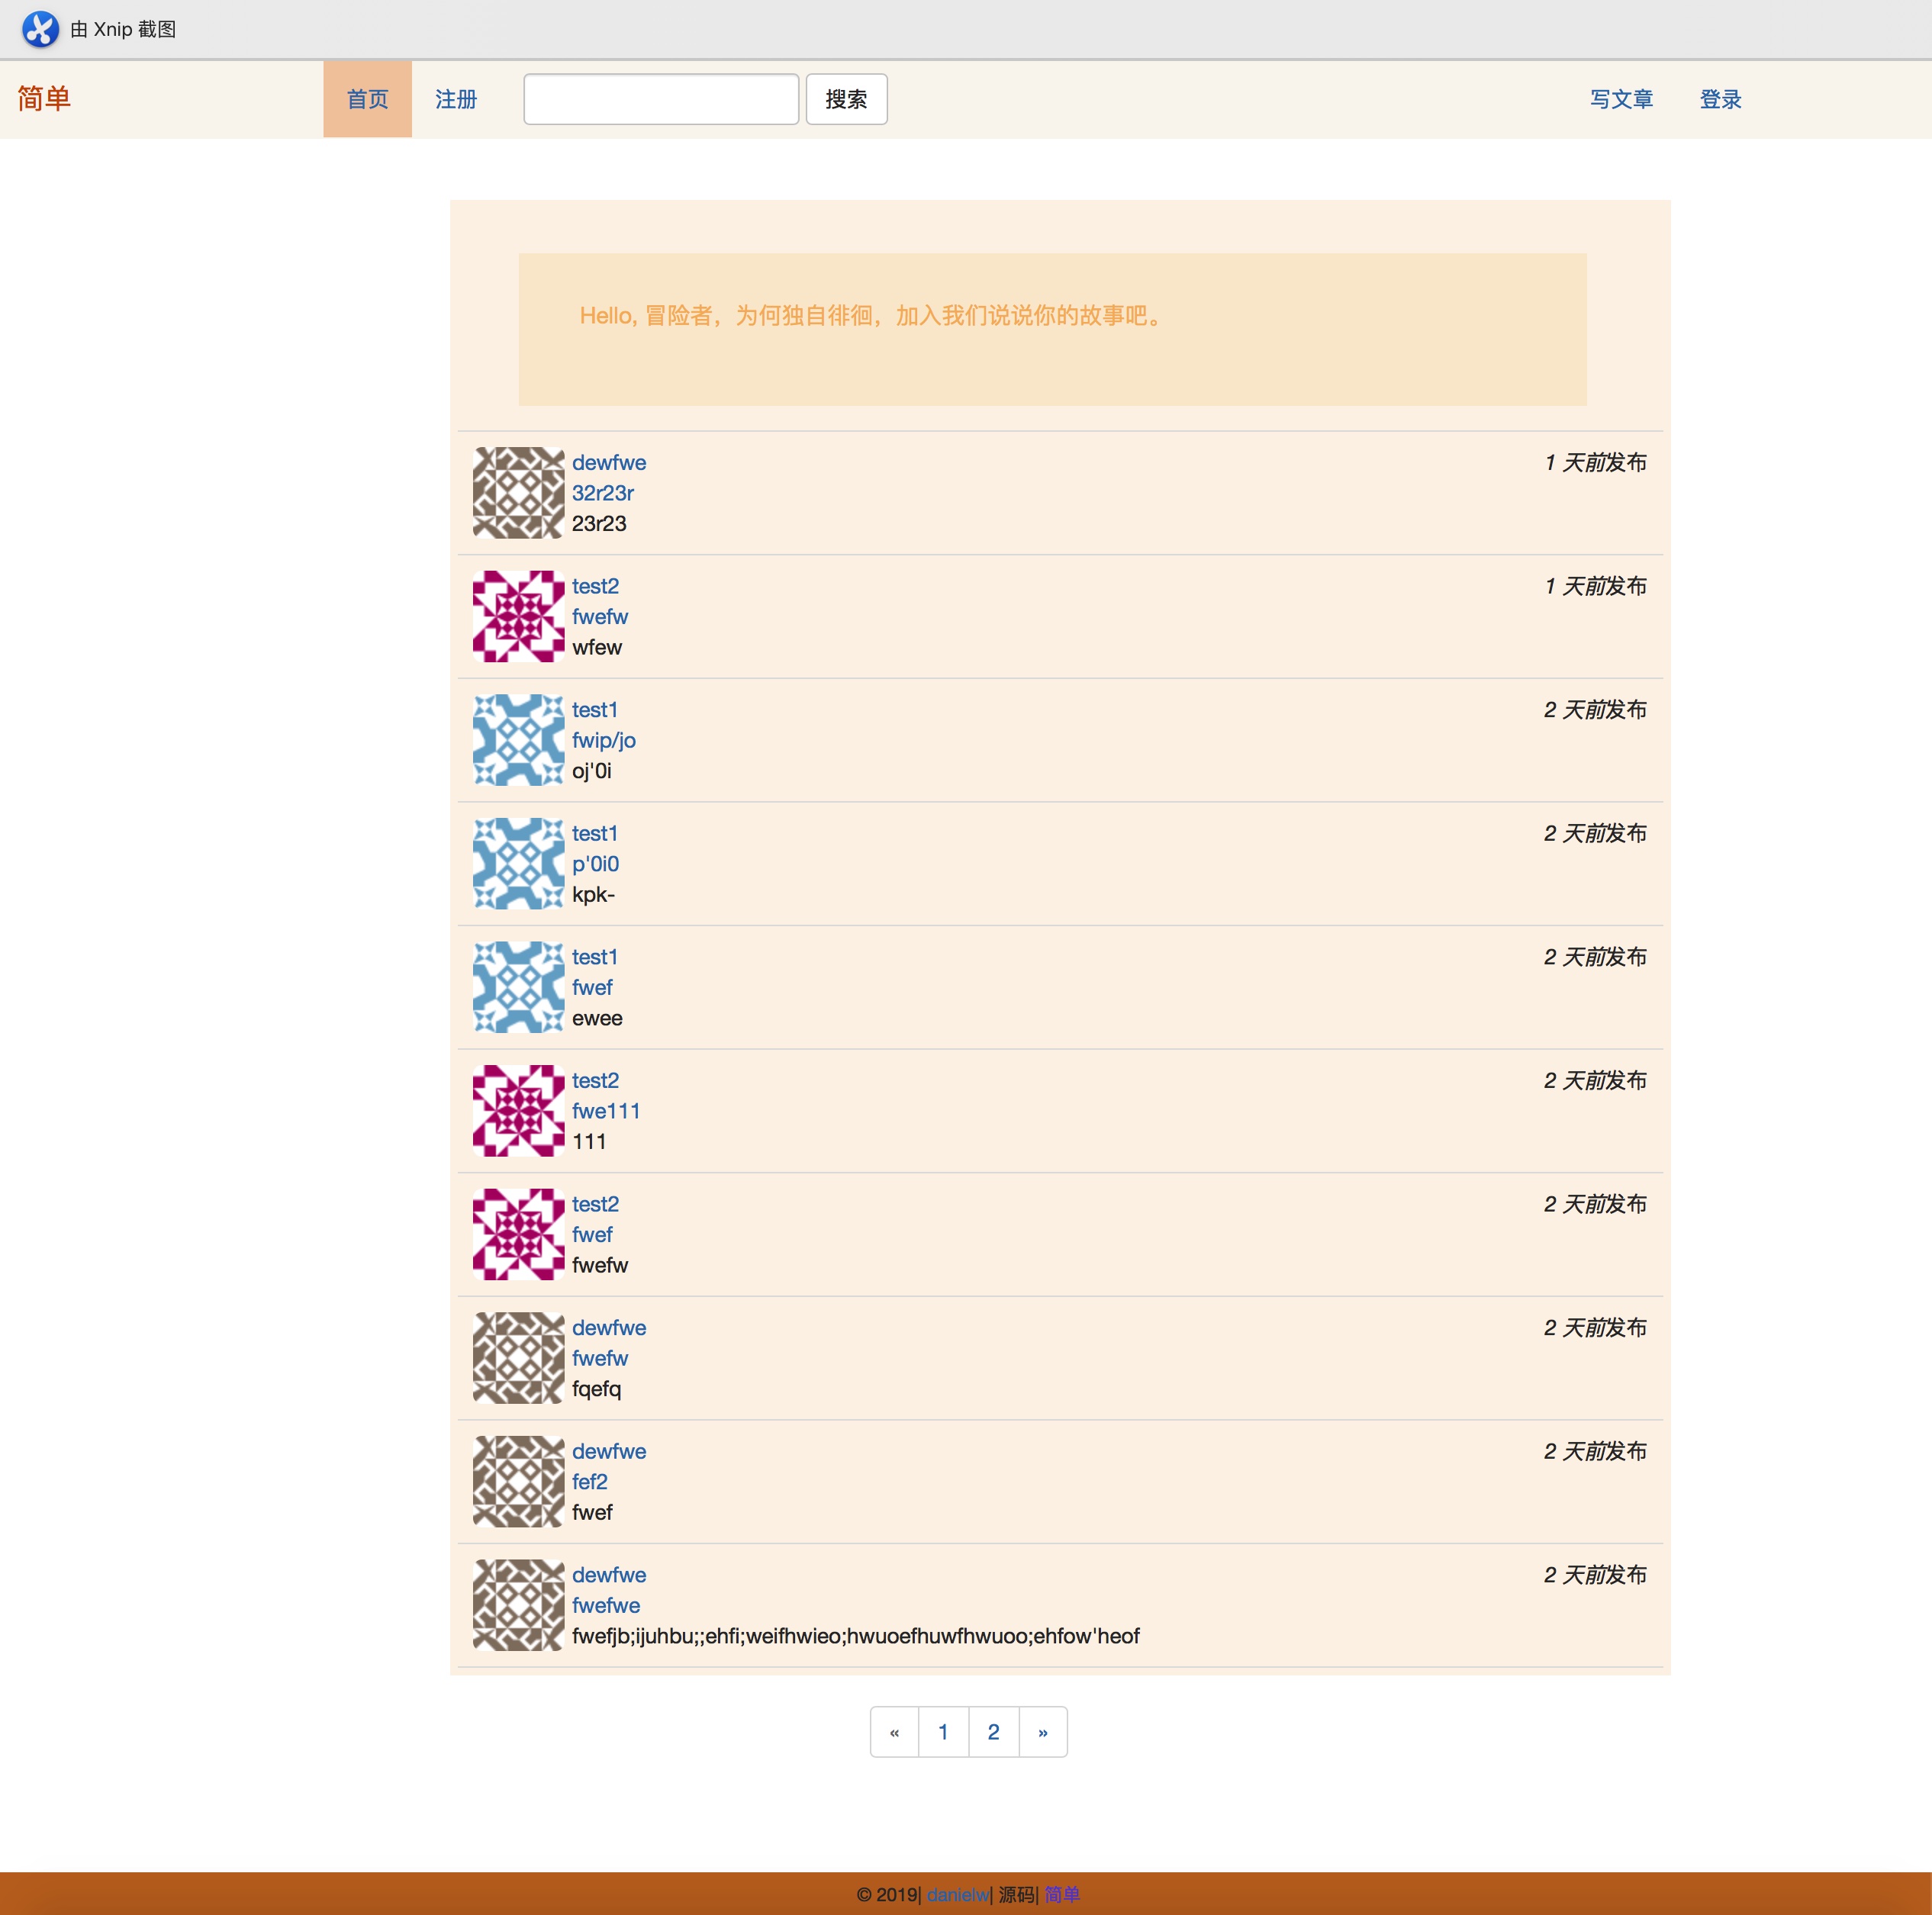 由 Xnip 截图
简单 首页 注册 搜索 写文章 登录
Hello, 冒险者，为何独自徘徊，加入我们说说你的故事吧。
dewfwe 1 天前发布
32r23r
23r23
test2 1 天前发布
fwefw
wfew
test1 2 天前发布
fwip/jo
oj'0i
test1 2 天前发布
p'0i0
kpk-
test1 2 天前发布
fwef
ewee
test2 2 天前发布
fwe111
111
test2 2 天前发布
fwef
fwefw
dewfwe 2 天前发布
fwefw
fqefq
dewfwe 2 天前发布
fef2
fwef
dewfwe 2 天前发布
fwefwe
fwefjb;ijuhbu;;ehfi;weifhwieo;hwuoefhuwfhwuoo;ehfow'heof
« 1 2 »
© 2019| danielw| 源码| 简单